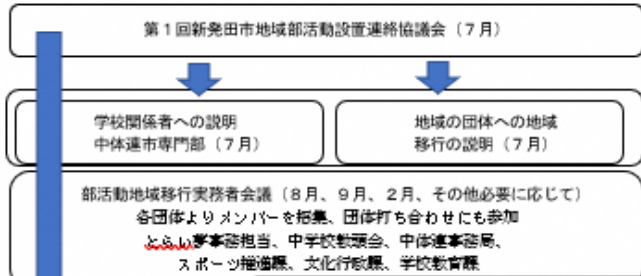 第1回新発田市地域部活動設置連絡協議会(7月)
学校関係者への説明
中体連市専門部(7月)
地域の団体への地域
移行の説明(7月)
部活動地域移行実務者会議(8月、9月、2月、その他必要に応じて)
各団体よりメンバーを招集、団体打ち合わせにも参加
とらい夢事務担当、中学校教頭会、中体連事務局、
スポーツ推進課、文化行政課、学校教育課